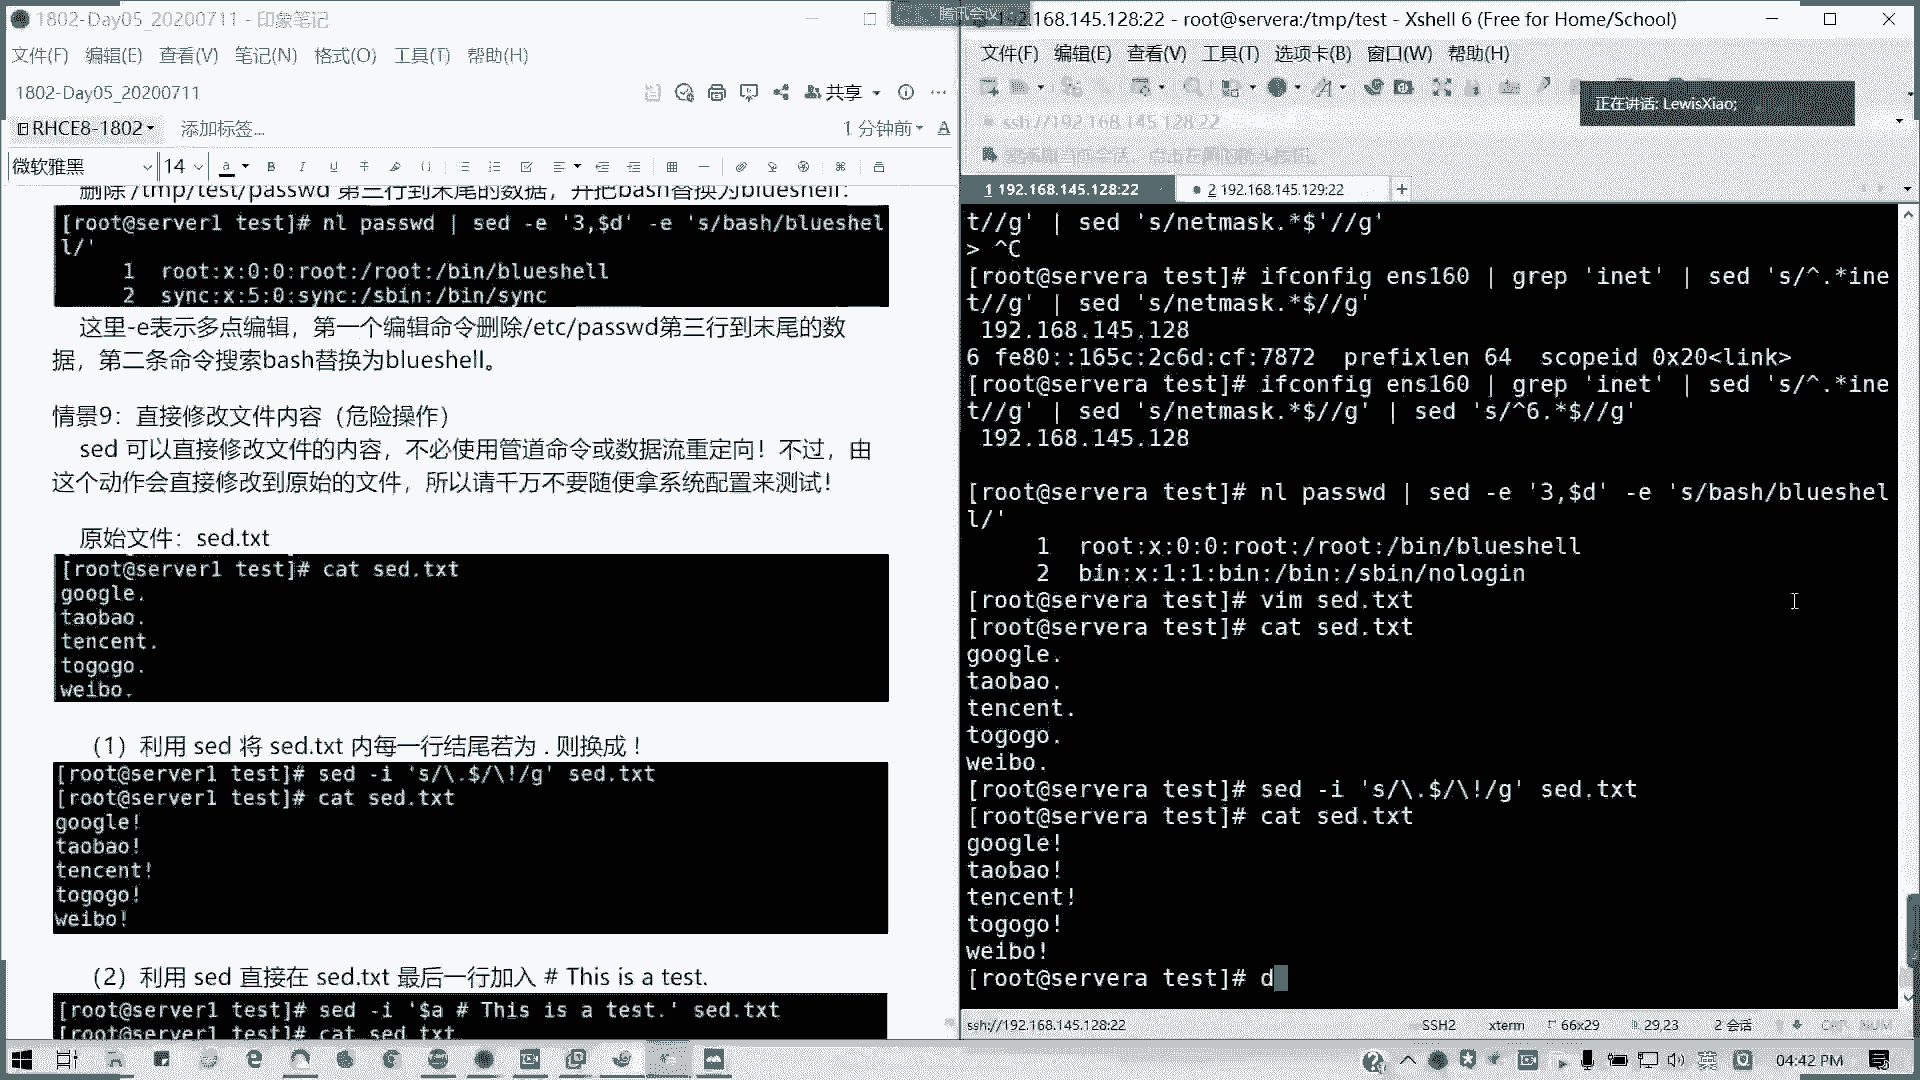 1802-Day05_20200711 - 印象笔记
文件(F) 编辑(E) 查看(V) 笔记(N) 格式(O) 工具(T) 帮助(H)
1802-Day05_20200711
共享
RHCE8-1802
添加标签...
1 分钟前
微软雅黑 14
删除 /tmp/test/passwd 第三行到末尾的数据，并把bash替换为blueshell：
[root@server1 test]# nl passwd | sed -e '3,$d' -e 's/bash/blueshel
l/'
1 root:x:0:0:root:/root:/bin/blueshell
2 sync:x:5:0:sync:/sbin:/bin/sync
这里-e表示多点编辑，第一个编辑命令删除/etc/passwd第三行到末尾的数
据，第二条命令搜索bash替换为blueshell。
情景9：直接修改文件内容（危险操作）
sed 可以直接修改文件的内容，不必使用管道命令或数据流重定向！不过，由
这个动作会直接修改到原始的文件，所以请千万不要随便拿系统配置来测试！
原始文件：sed.txt
[root@server1 test]# cat sed.txt
google.
taobao.
tencent.
togogo.
weibo.
（1）利用 sed 将 sed.txt 内每一行结尾若为 . 则换成 !
[root@server1 test]# sed -i 's/\.$/\!/g' sed.txt
[root@server1 test]# cat sed.txt
google!
taobao!
tencent!
togogo!
weibo!
（2）利用 sed 直接在 sed.txt 最后一行加入 # This is a test.
[root@server1 test]# sed -i '$a # This is a test.' sed.txt
[root@server1 test]# cat sed.txt
腾讯会议
192.168.145.128:22 - root@servera:/tmp/test - Xshell 6 (Free for Home/School)
文件(F) 编辑(E) 查看(V) 工具(T) 选项卡(B) 窗口(W) 帮助(H)
正在讲话: LewisXiao;
ssh://192.168.145.128:22
要添加当前会话，点击左侧的箭头按钮。
1 192.168.145.128:22
2 192.168.145.129:22
t//g' | sed 's/netmask.*$'//g'
> ^C
[root@servera test]# ifconfig ens160 | grep 'inet' | sed 's/^.*ine
t//g' | sed 's/netmask.*$//g'
192.168.145.128
6 fe80::165c:2c6d:cf:7872 prefixlen 64 scopeid 0x20<link>
[root@servera test]# ifconfig ens160 | grep 'inet' | sed 's/^.*ine
t//g' | sed 's/netmask.*$//g' | sed 's/^6.*$//g'
192.168.145.128
[root@servera test]# nl passwd | sed -e '3,$d' -e 's/bash/blueshel
l/'
1 root:x:0:0:root:/root:/bin/blueshell
2 bin:x:1:1:bin:/bin:/sbin/nologin
[root@servera test]# vim sed.txt
[root@servera test]# cat sed.txt
google.
taobao.
tencent.
togogo.
weibo.
[root@servera test]# sed -i 's/\.$/\!/g' sed.txt
[root@servera test]# cat sed.txt
google!
taobao!
tencent!
togogo!
weibo!
[root@servera test]# d
ssh://192.168.145.128:22 SSH2 xterm 66x29 29,23 2 会话 CAP NUM
英
04:42 PM